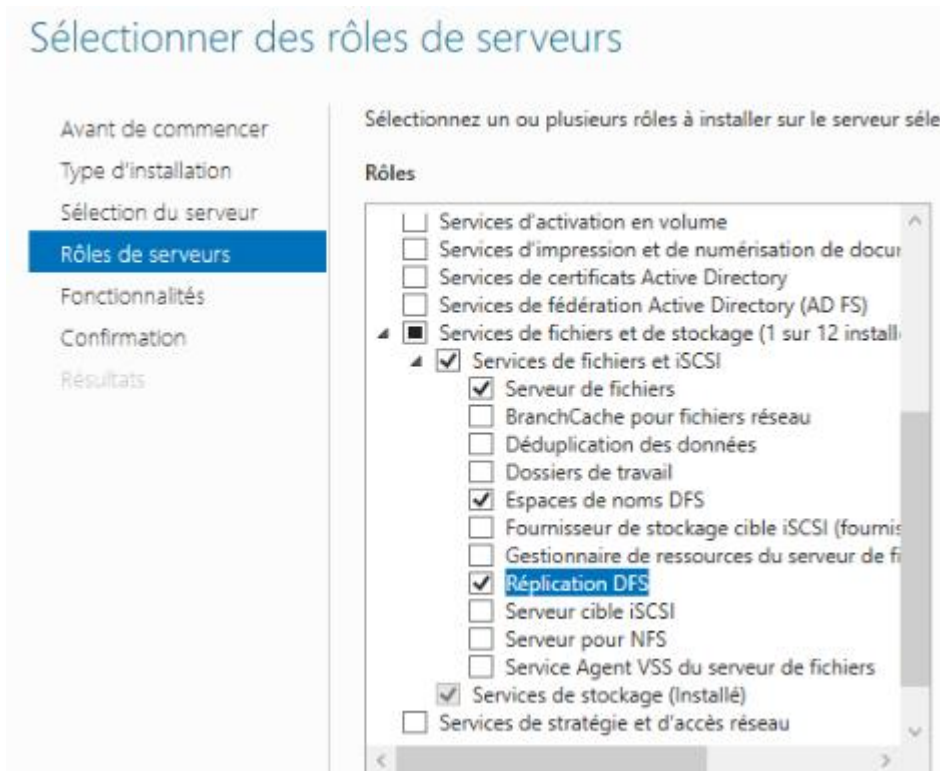 Sélectionner des rôles de serveurs
Avant de commencer
Type d'installation
Sélection du serveur
Rôles de serveurs
Fonctionnalités
Confirmation
Résultats
Sélectionnez un ou plusieurs rôles à installer sur le serveur séle
Rôles
Services d'activation en volume
Services d'impression et de numérisation de docur
Services de certificats Active Directory
Services de fédération Active Directory (AD FS)
Services de fichiers et de stockage (1 sur 12 install
Services de fichiers et iSCSI
Serveur de fichiers
BranchCache pour fichiers réseau
Déduplication des données
Dossiers de travail
Espaces de noms DFS
Fournisseur de stockage cible iSCSI (fournis
Gestionnaire de ressources du serveur de fi
Réplication DFS
Serveur cible iSCSI
Serveur pour NFS
Service Agent VSS du serveur de fichiers
Services de stockage (Installé)
Services de stratégie et d'accès réseau